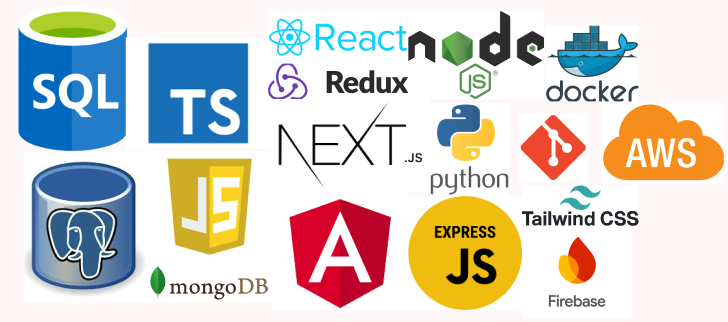 SQL
TS
React
node
JS
Redux
docker
NEXT.JS
python
AWS
JS
mongoDB
A
EXPRESS
JS
Tailwind CSS
Firebase